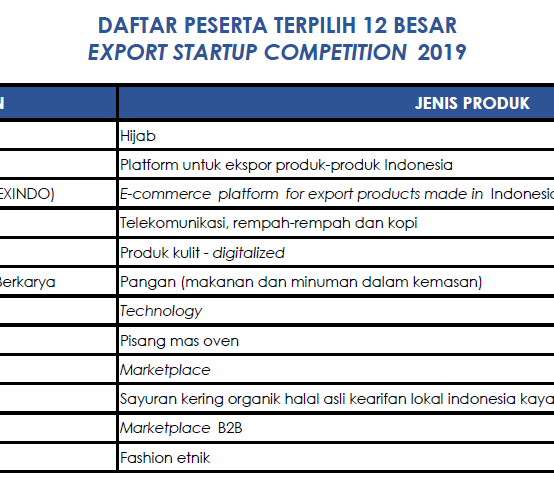 DAFTAR PESERTA TERPILIH 12 BESAR
EXPORT STARTUP COMPETITION 2019
N JENIS PRODUK
Hijab
Platform untuk ekspor produk-produk Indonesia
EXINDO) E-commerce platform for export products made in Indonesia
Telekomunikasi, rempah-rempah dan kopi
Produk kulit - digitalized
Berkarya Pangan (makanan dan minuman dalam kemasan)
Technology
Pisang mas oven
Marketplace
Sayuran kering organik halal asli kearifan lokal indonesia kaya
Marketplace B2B
Fashion etnik